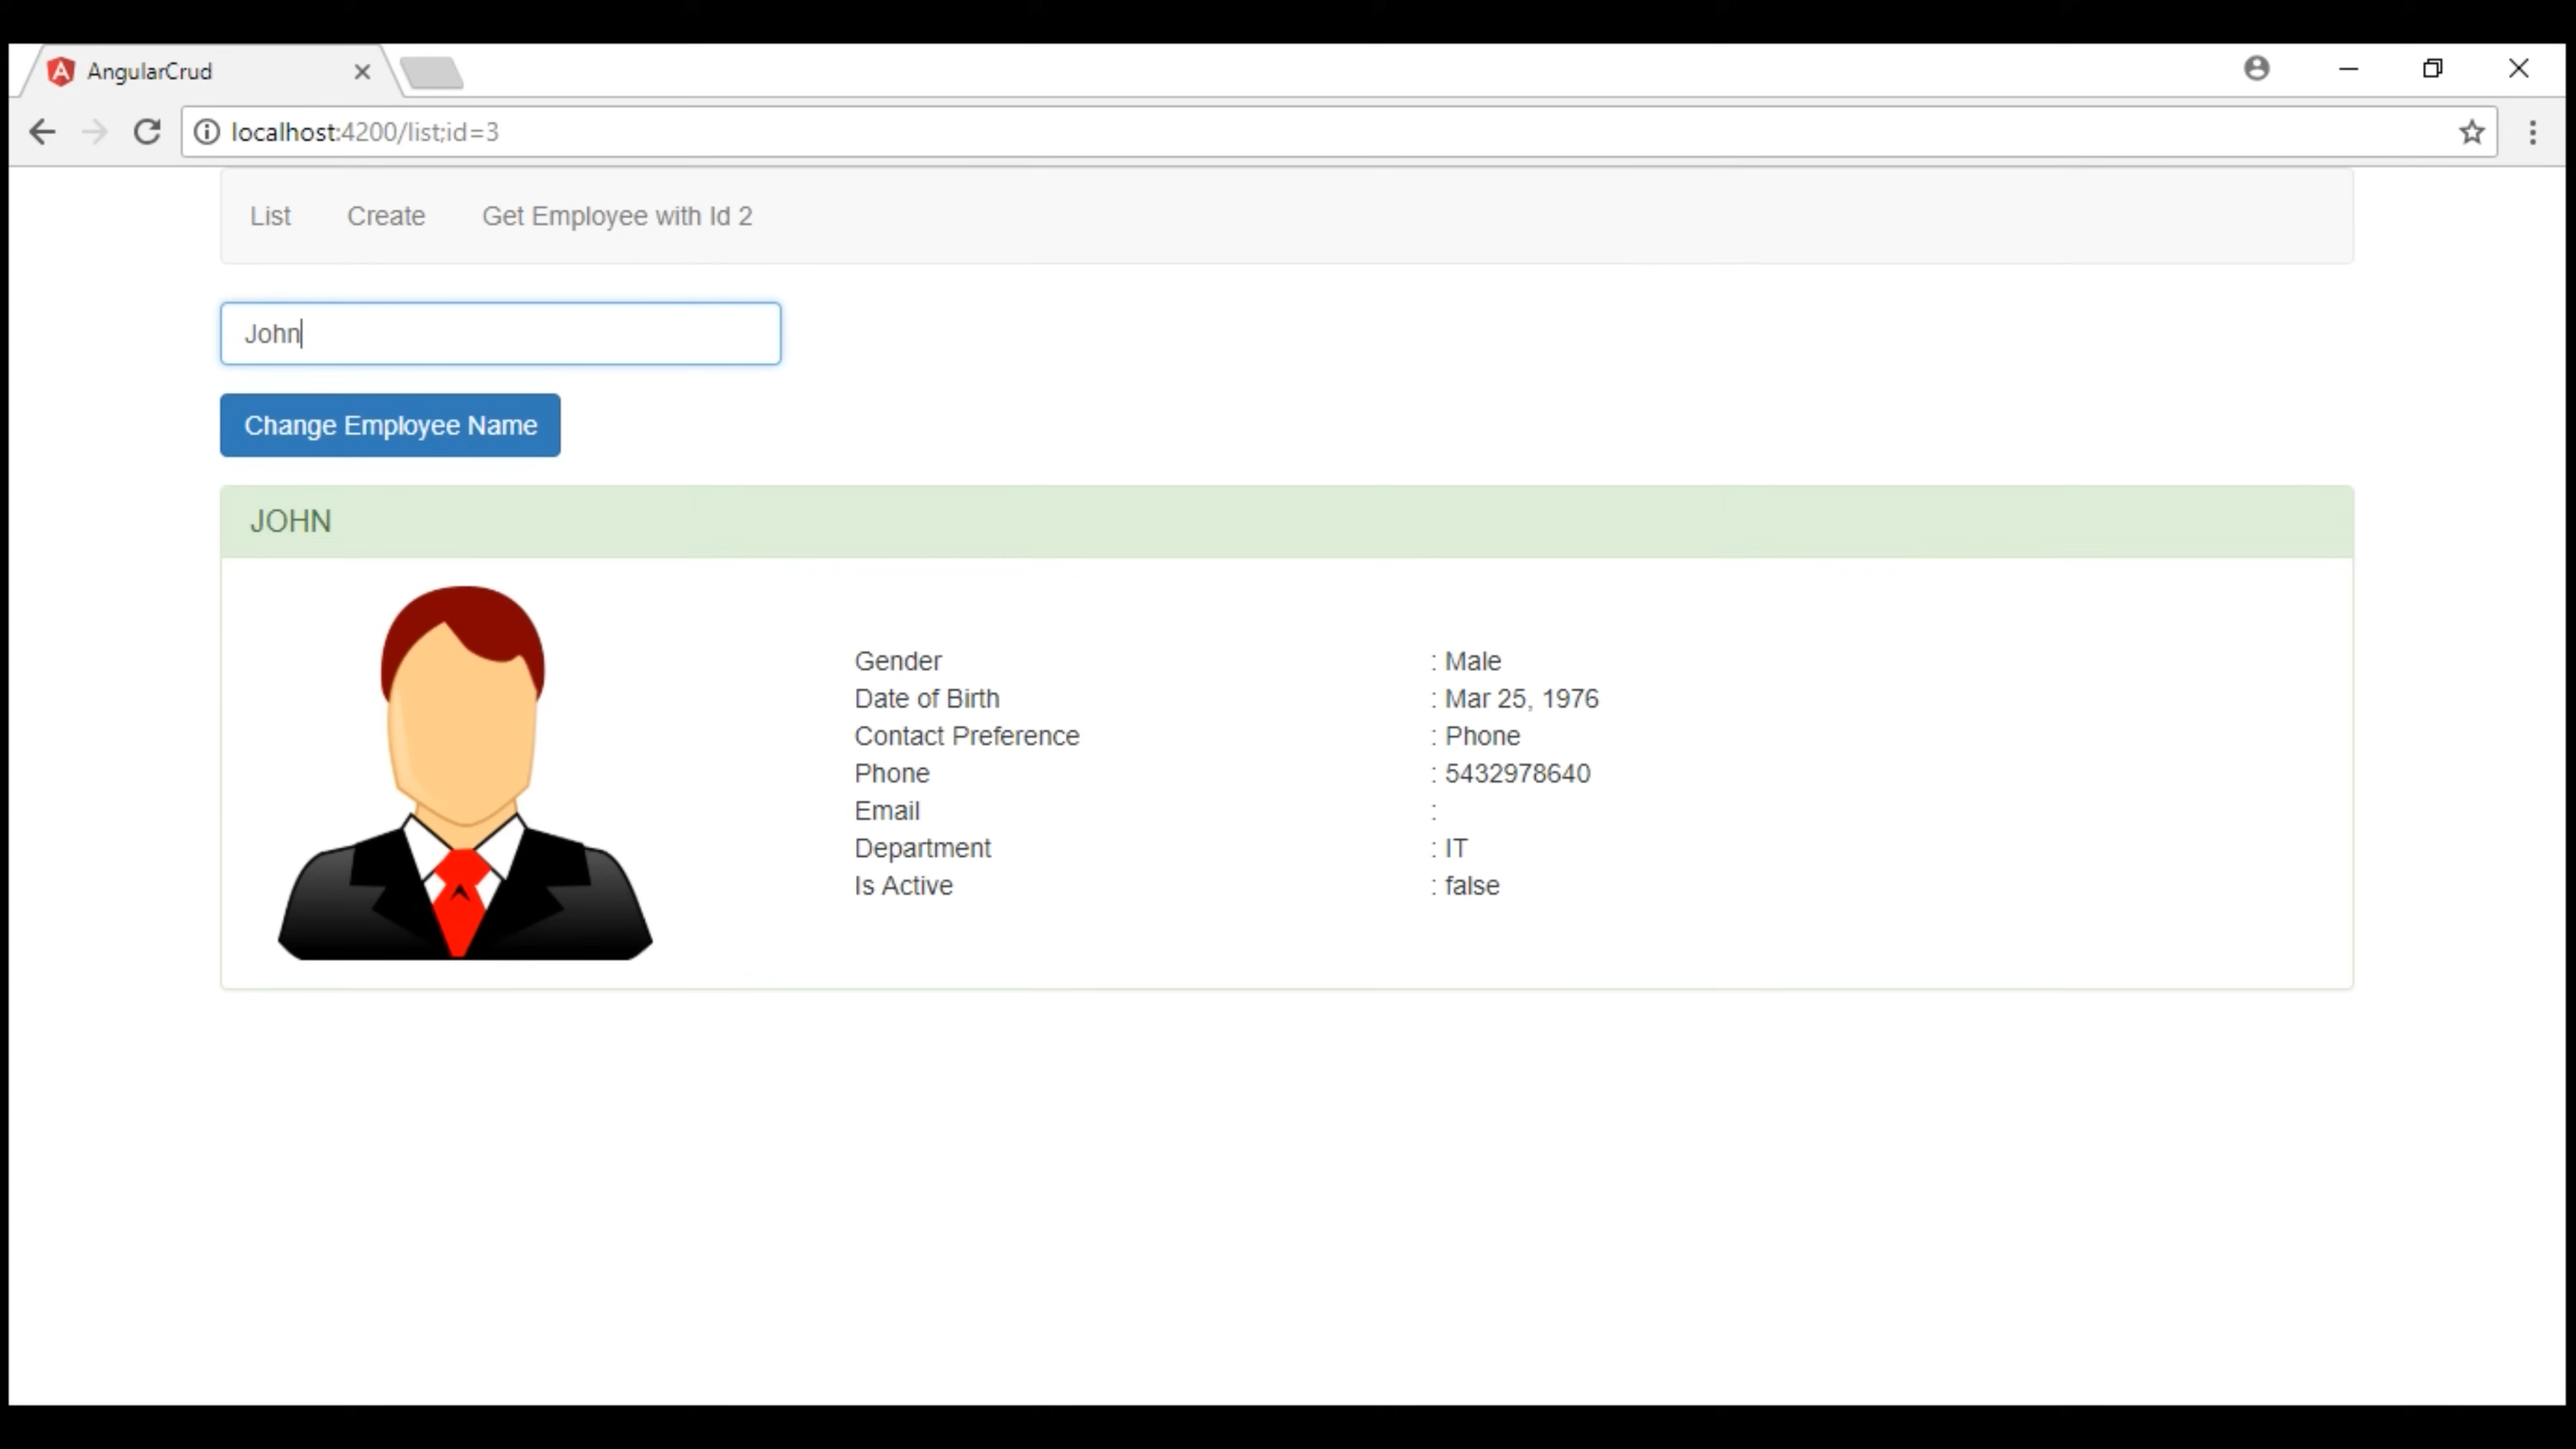 AngularCrud
localhost:4200/list;id=3
List Create Get Employee with Id 2
John
Change Employee Name
JOHN
Gender : Male
Date of Birth : Mar 25, 1976
Contact Preference : Phone
Phone : 5432978640
Email :
Department : IT
Is Active : false